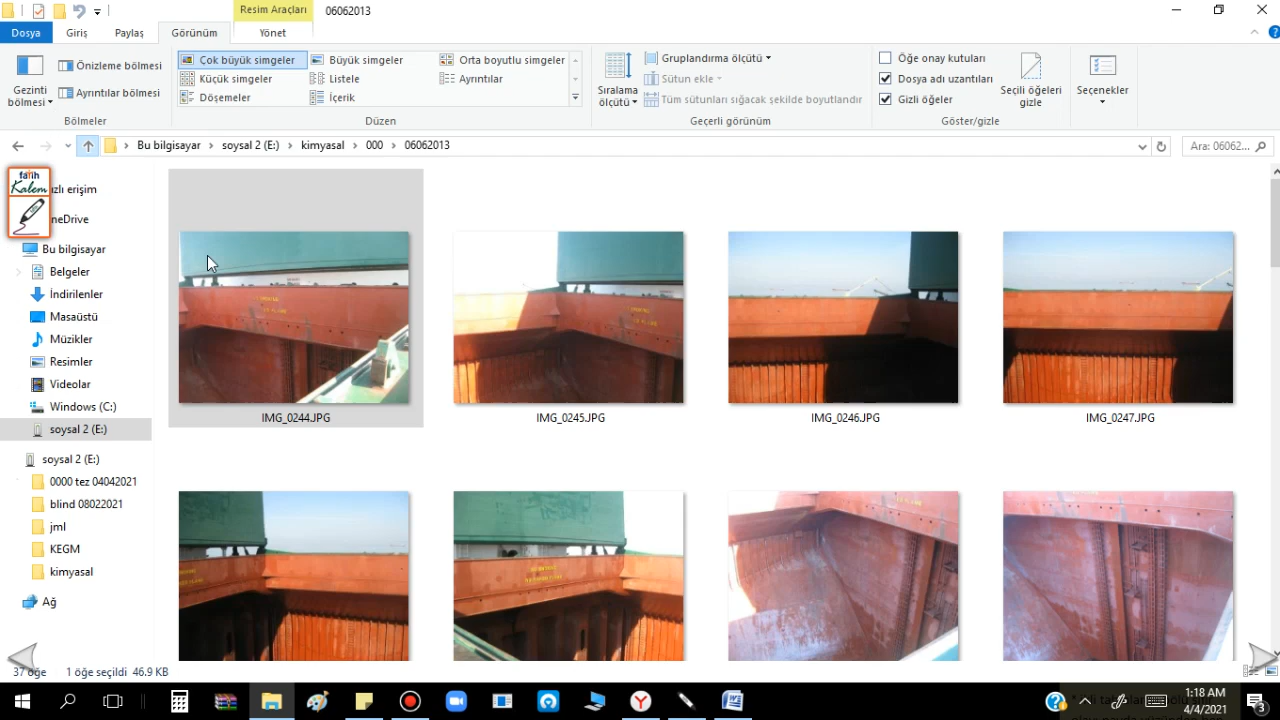 Resim Araçları
06062013
Dosya
Giriş
Paylaş
Görünüm
Yönet
Gezinti
bölmesi
Önizleme bölmesi
Ayrıntılar bölmesi
Bölmeler
Çok büyük simgeler
Büyük simgeler
Orta boyutlu simgeler
Küçük simgeler
Listele
Ayrıntılar
Döşemeler
İçerik
Düzen
Sıralama
ölçütü
Gruplandırma ölçütü
Sütun ekle
Tüm sütunları sığacak şekilde boyutlandır
Geçerli görünüm
Öğe onay kutuları
Dosya adı uzantıları
Gizli öğeler
Seçili öğeleri
gizle
Göster/gizle
Seçenekler
Bu bilgisayar > soysal 2 (E:) > kimyasal > 000 > 06062013
Ara: 06062...
fatih
Kalem
ızlı erişim
neDrive
Bu bilgisayar
Belgeler
İndirilenler
Masaüstü
Müzikler
Resimler
Videolar
Windows (C:)
soysal 2 (E:)
soysal 2 (E:)
0000 tez 04042021
blind 08022021
jml
KEGM
kimyasal
Ağ
IMG_0244.JPG
IMG_0245.JPG
IMG_0246.JPG
IMG_0247.JPG
37 öğe
1 öğe seçildi 46.9 KB
1:18 AM
4/4/2021
3